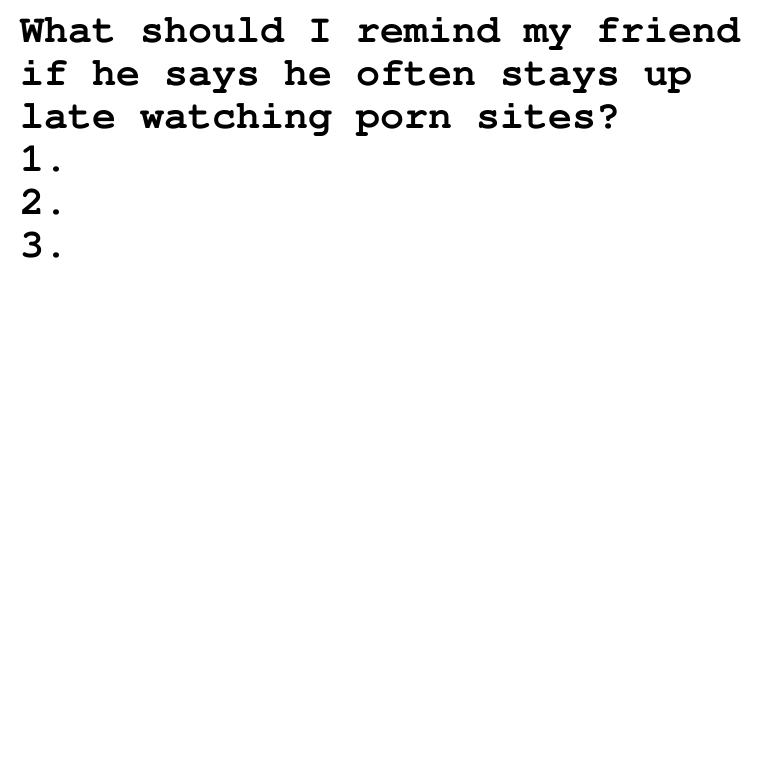 What should I remind my friend
if he says he often stays up
late watching porn sites?
1.
2.
3.